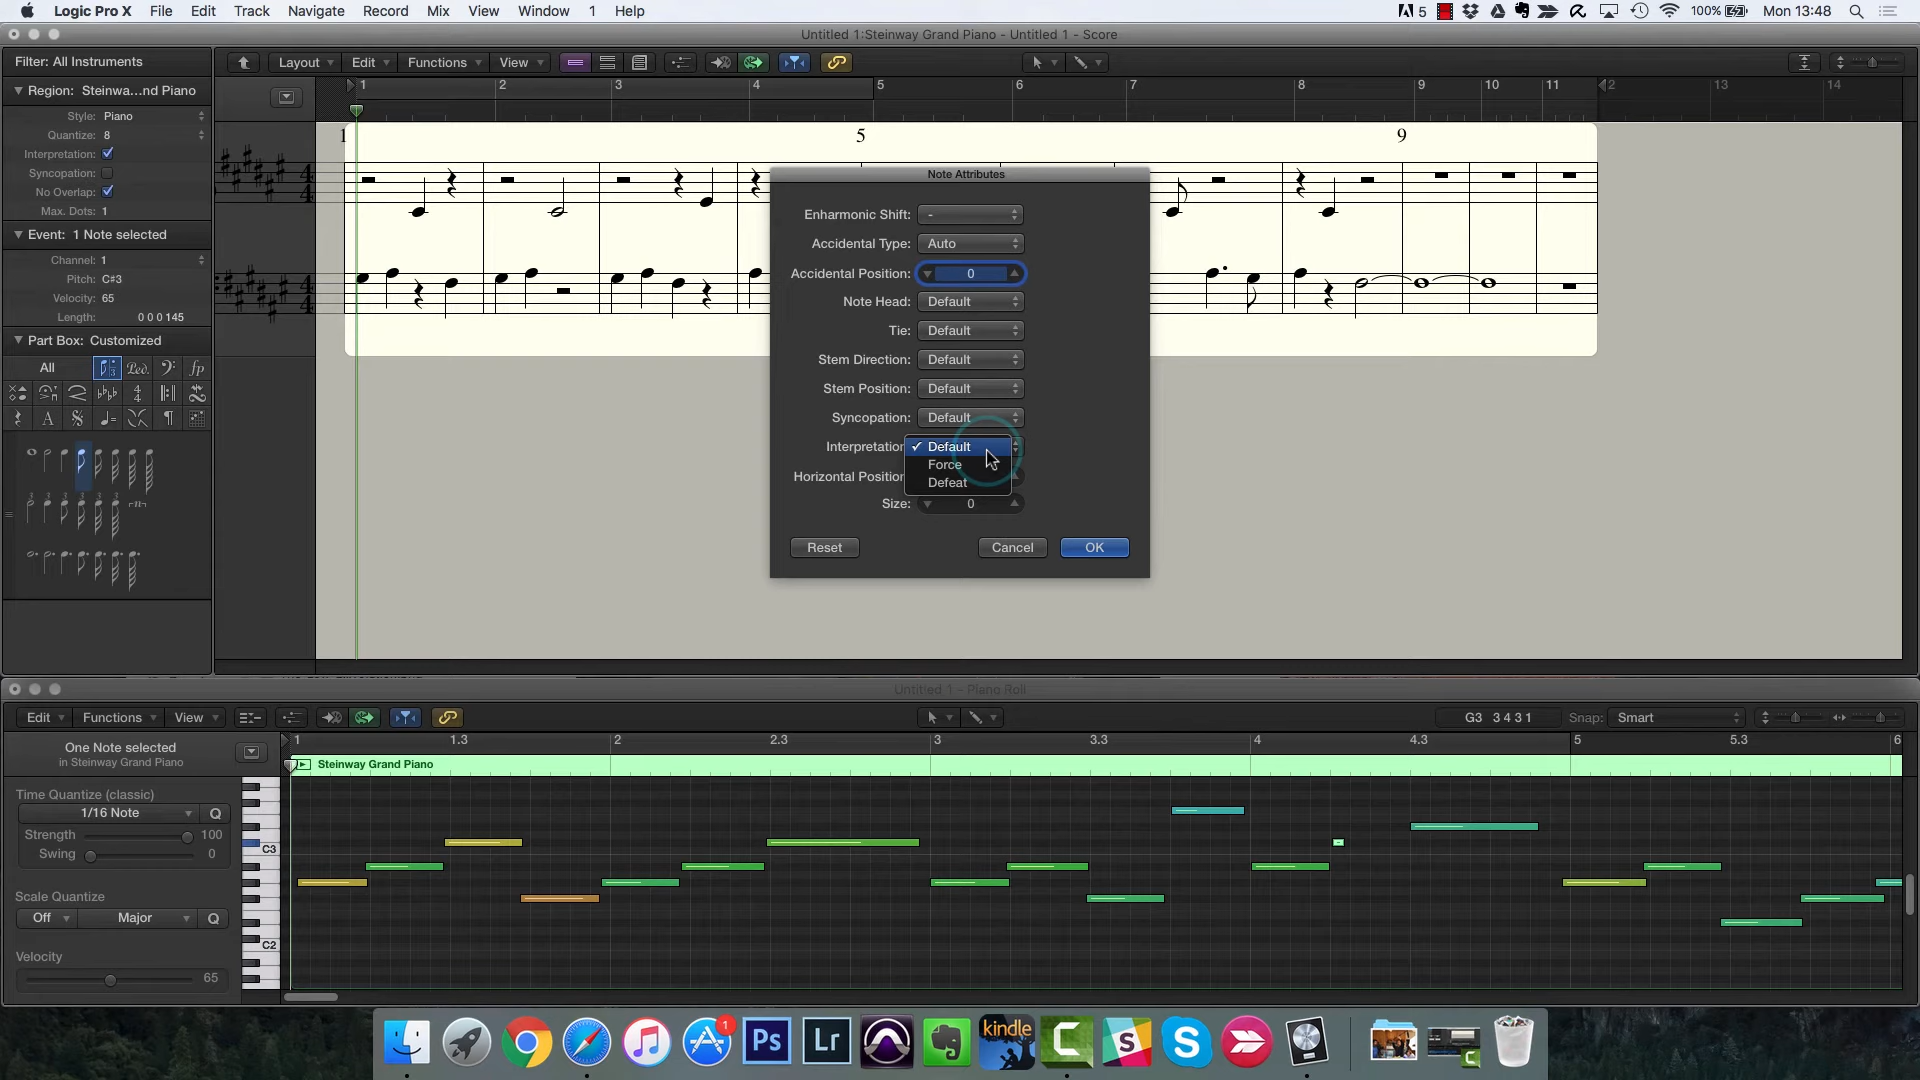 Logic Pro X File Edit Track Navigate Record Mix View Window 1 Help
5 1 100% Mon 13:48
Untitled 1:Steinway Grand Piano - Untitled 1 - Score
Filter: All Instruments
Layout Edit Functions View
Region: Steinwa...nd Piano
Style: Piano
Quantize: 8
Interpretation:
Syncopation:
No Overlap:
Max. Dots: 1
Event: 1 Note selected
Channel: 1
Pitch: C#3
Velocity: 65
Length: 0 0 0 145
Part Box: Customized
All
1 2 3 4 5 6 7 8 9 10 11 2 13 14
1 5 9
Note Attributes
Enharmonic Shift: -
Accidental Type: Auto
Accidental Position: 0
Note Head: Default
Tie: Default
Stem Direction: Default
Stem Position: Default
Syncopation: Default
Interpretation ✓ Default
Force
Defeat
Horizontal Position
Size: 0
Reset Cancel OK
Untitled 1 - Piano Roll
Edit Functions View
G3 3 4 3 1 Snap: Smart
One Note selected
in Steinway Grand Piano
1 1.3 2 2.3 3 3.3 4 4.3 5 5.3 6
Steinway Grand Piano
Time Quantize (classic)
1/16 Note Q
Strength 100
Swing 0
Scale Quantize
Off Major Q
Velocity
65
C3
C2
1
Ps
Lr
kindle